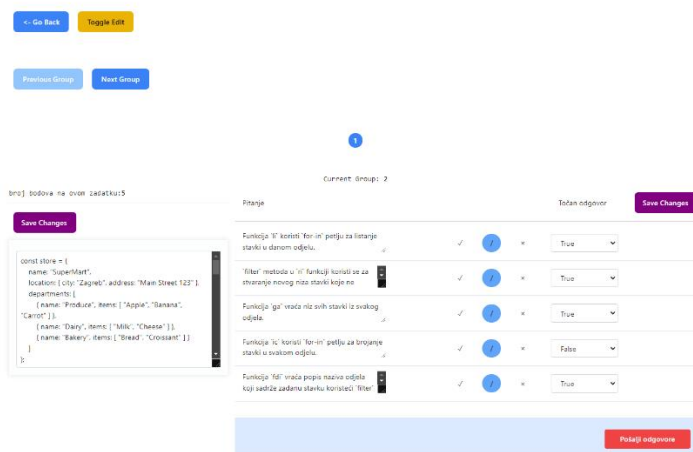 <- Go Back
Toggle Edit
Previous Group
Next Group
1
Current Group: 2
broj bodova na ovom zadatku:5
Save Changes
const store = {
name: "SuperMart",
location: { city: "Zagreb", address: "Main Street 123" },
departments: [
{ name: "Produce", items: [ "Apple", "Banana",
"Carrot" ] },
{ name: "Dairy", items: [ "Milk", "Cheese" ] },
{ name: "Bakery", items: [ "Bread", "Croissant" ] }
]
};
Pitanje
Točan odgovor
Save Changes
Funkcija 'li' koristi 'for-in' petlju za listanje
stavki u danom odjelu.
✓ / × True
'filter' metoda u 'ri' funkciji koristi se za
stvaranje novog niza stavki koje ne
✓ / × True
Funkcija 'ga' vraća niz svih stavki iz svakog
odjela.
✓ / × True
Funkcija 'ic' koristi 'for-in' petlju za brojanje
stavki u svakom odjelu.
✓ / × False
Funkcija 'fdi' vraća popis naziva odjela
koji sadrže zadanu stavku koristeći 'filter'
✓ / × True
Pošalji odgovore